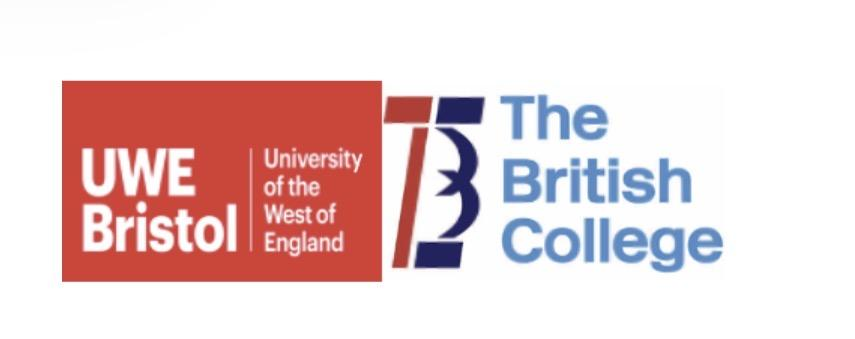 UWE
Bristol
University
of the
West of
England
The
British
College